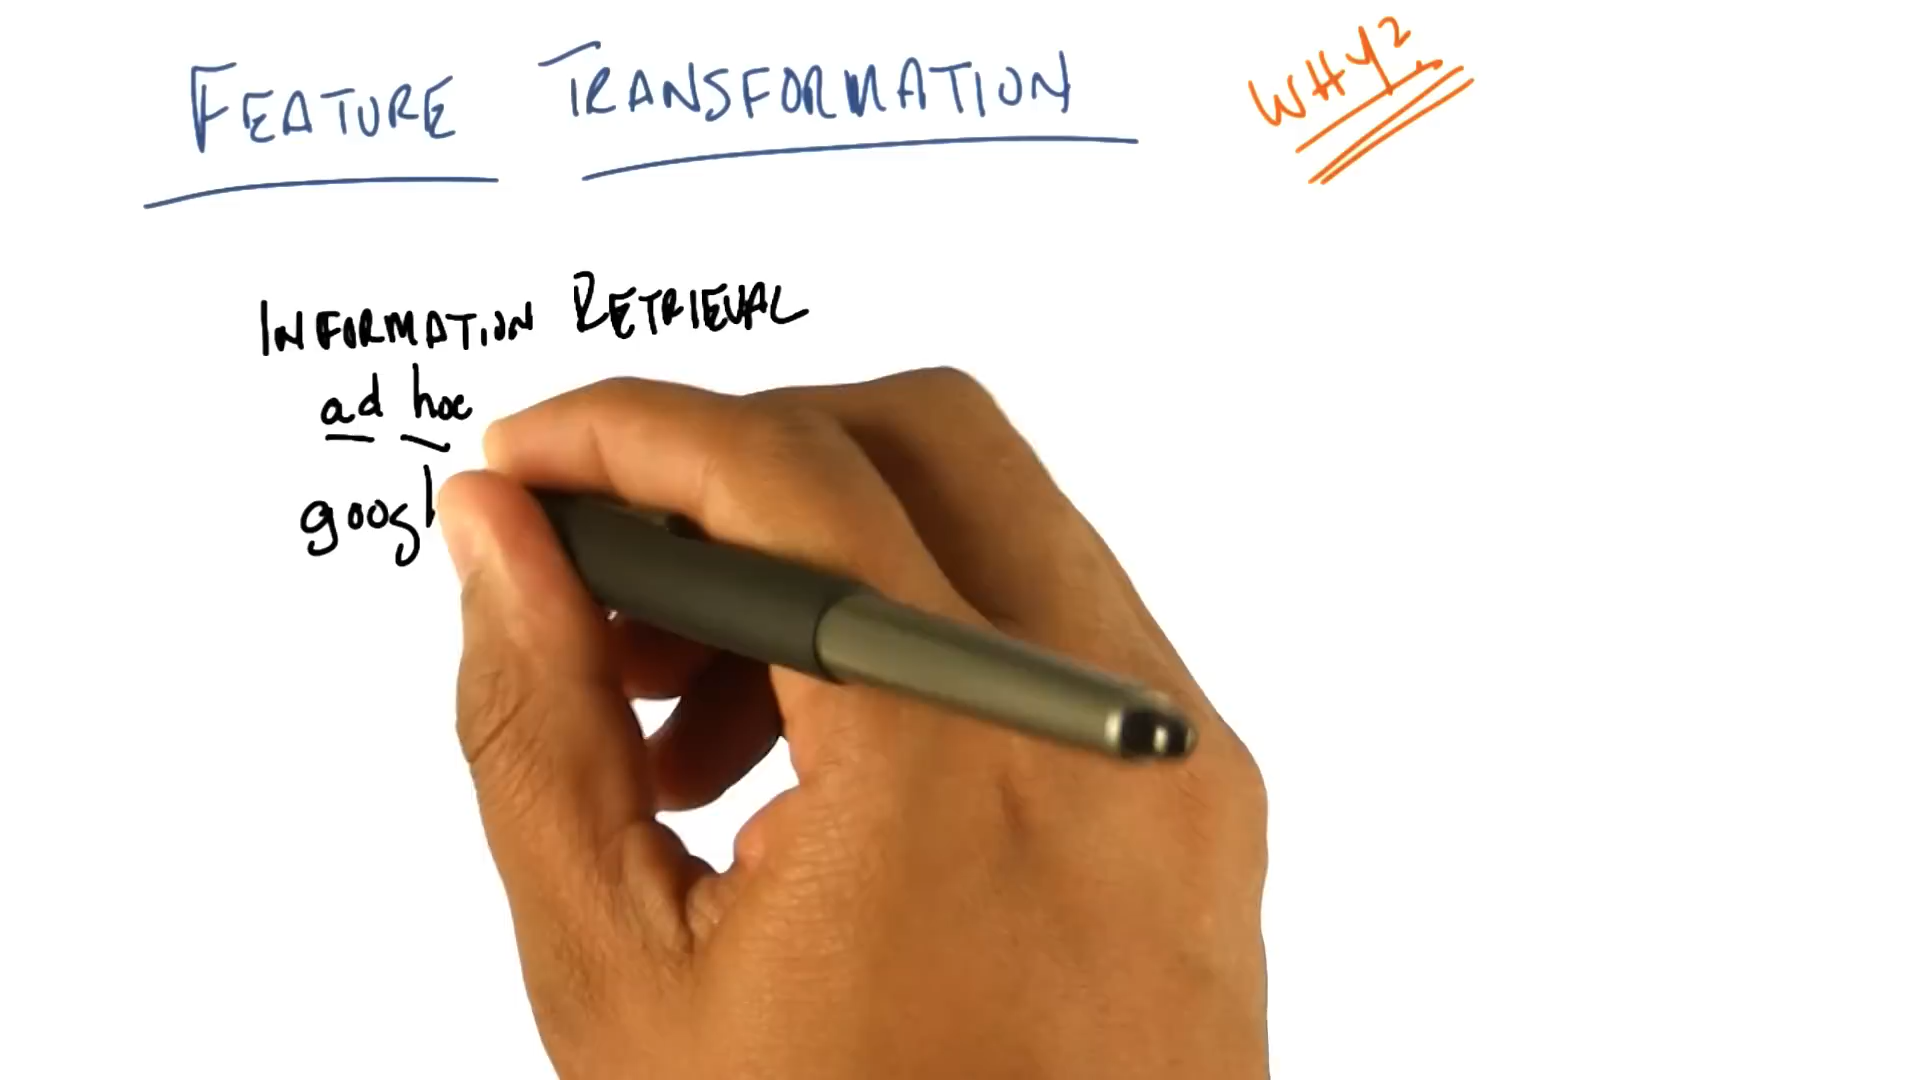 FEATURE TRANSFORMATION
WHY?
INFORMATION RETRIEVAL
ad hoc
googl